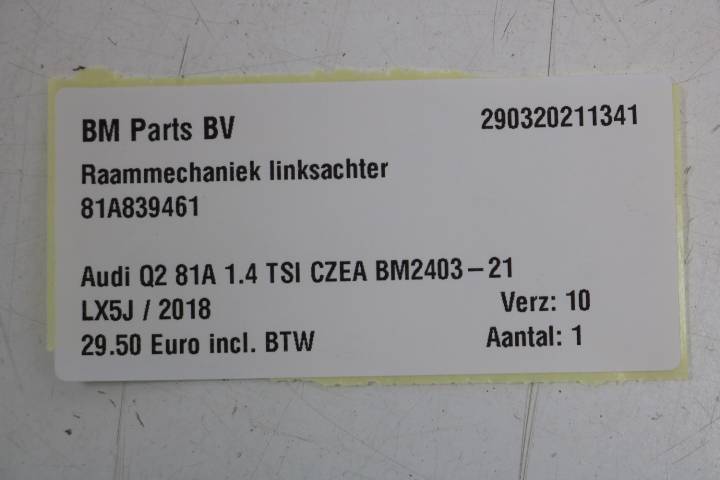 BM Parts BV 290320211341
Raammechaniek linksachter
81A839461
Audi Q2 81A 1.4 TSI CZEA BM2403-21
LX5J / 2018 Verz: 10
29.50 Euro incl. BTW Aantal: 1